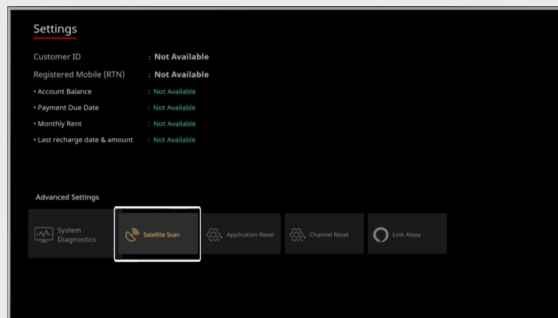 Settings
Customer ID : Not Available
Registered Mobile (RTN) : Not Available
• Account Balance : Not Available
• Payment Due Date : Not Available
• Monthly Rent : Not Available
• Last recharge date & amount : Not Available
Advanced Settings
System
Diagnostics
Satellite Scan
Application Reset
Channel Reset
Link Alexa